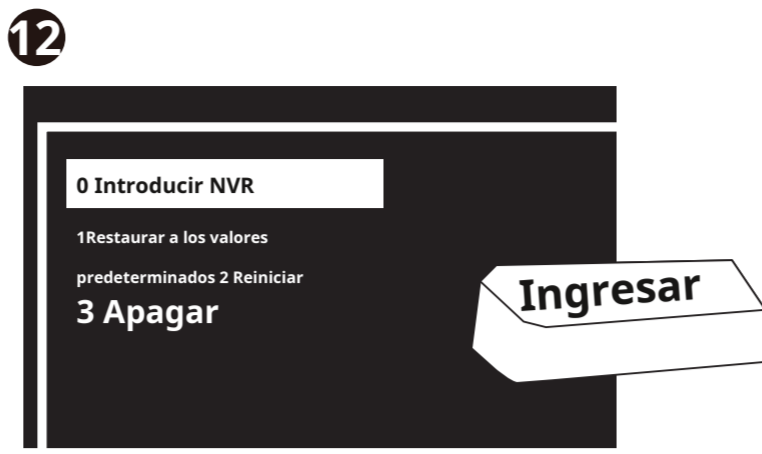 12
0 Introducir NVR
1Restaurar a los valores
predeterminados 2 Reiniciar
3 Apagar
Ingresar